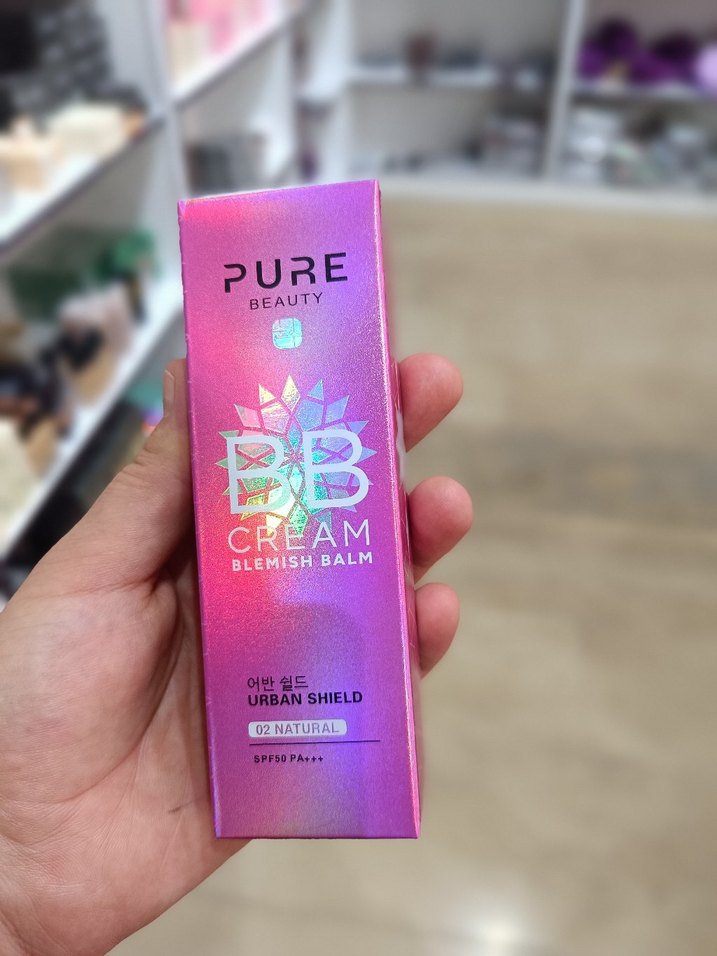 PURE
BEAUTY
BB
CREAM
BLEMISH BALM
어반 쉴드
URBAN SHIELD
02 NATURAL
SPF50 PA+++